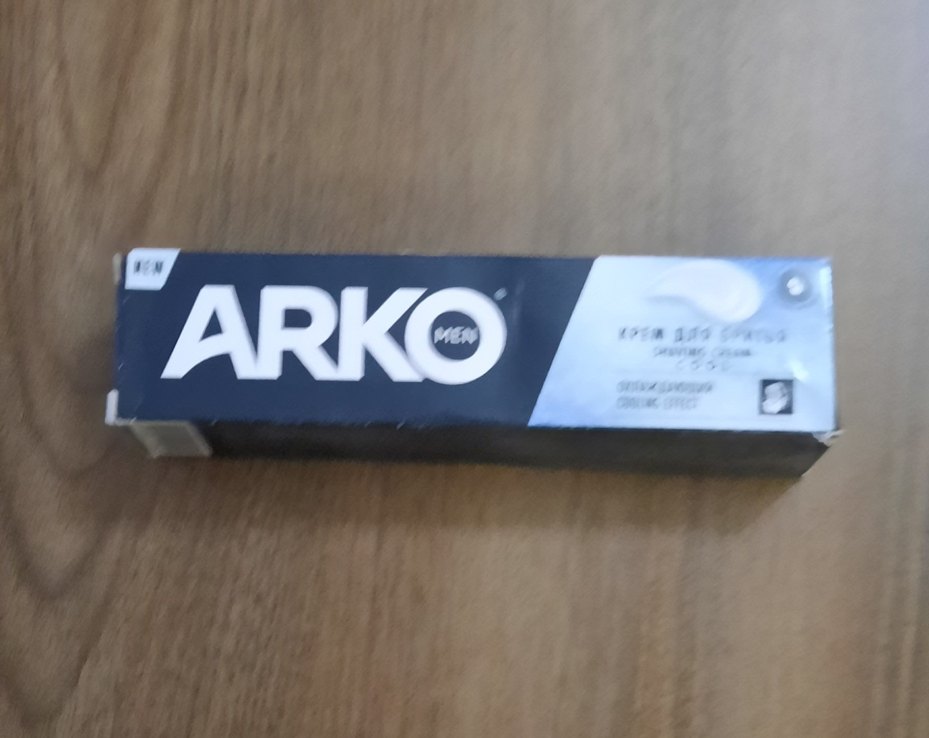 NEW
ARKO
MEN
КРЕМ ДЛЯ БРИТЬЯ
SHAVING CREAM
COOL
ОХЛАЖДАЮЩИЙ
COOLING EFFECT